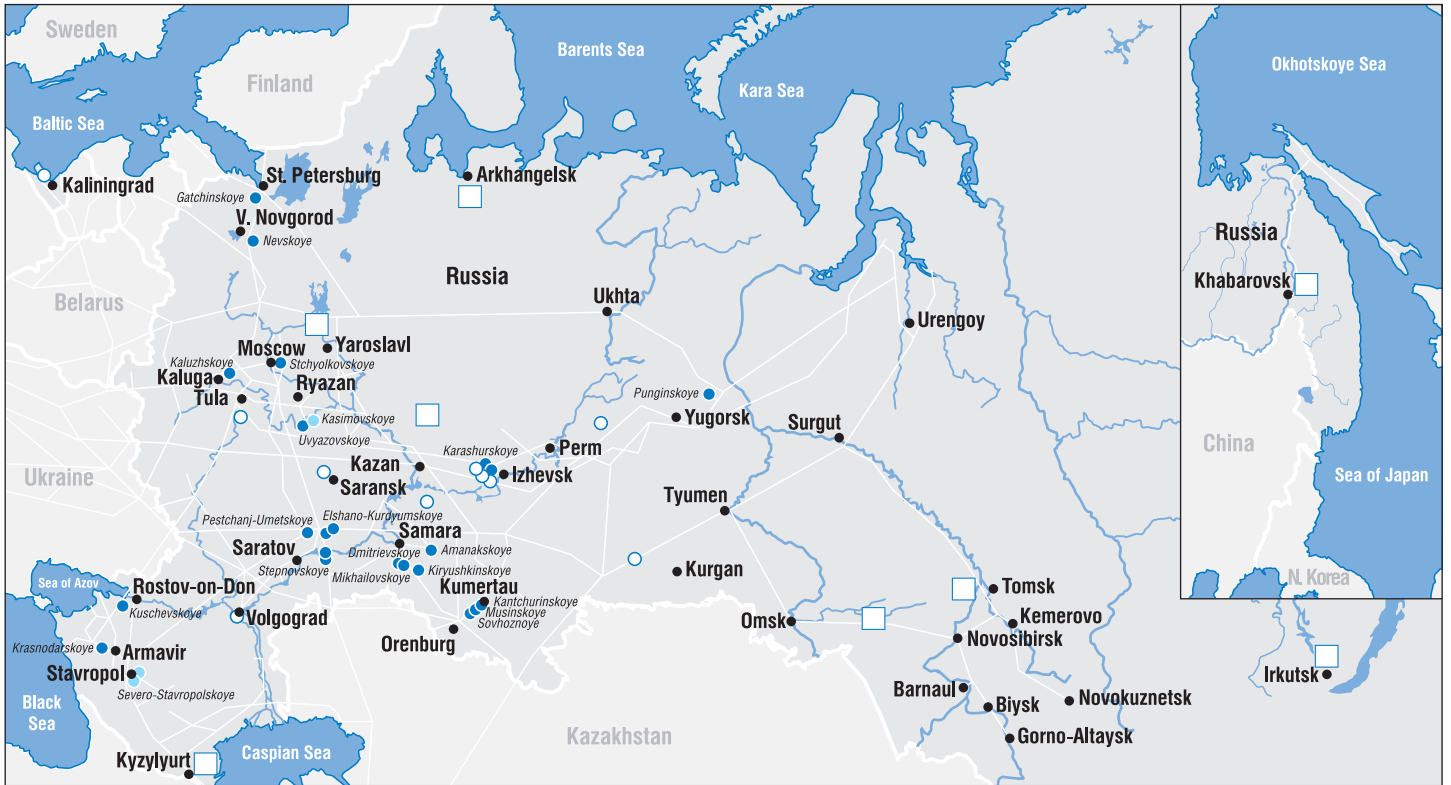 Sweden
Barents Sea
Okhotskoye Sea
Finland
Kara Sea
Baltic Sea
Kaliningrad
St. Petersburg
Arkhangelsk
Gatchinskoye
V. Novgorod
Nevskoye
Russia
Russia
Khabarovsk
Belarus
Ukhta
Urengoy
Moscow
Yaroslavl
Kaluzhskoye
Stchyolkovskoye
Kaluga
Ryazan
Tula
Punginskoye
Kasimovskoye
Uvyazovskoye
Yugorsk
Surgut
China
Perm
Karashurskoye
Kazan
Izhevsk
Saransk
Ukraine
Sea of Japan
Tyumen
Pestchanj-Umetskoye
Elshano-Kurdyumskoye
Samara
Saratov
Dmitrievskoye
Amanakskoye
Stepnovskoye
Mikhailovskoye
Kiryushkinskoye
Kurgan
Sea of Azov
Rostov-on-Don
Kumertau
Kantchurinskoye
Musinskoye
Sovhoznoye
N. Korea
Tomsk
Kuschevskoye
Volgograd
Omsk
Kemerovo
Orenburg
Novosibirsk
Krasnodarskoye
Armavir
Stavropol
Irkutsk
Severo-Stavropolskoye
Barnaul
Novokuznetsk
Black
Sea
Biysk
Kazakhstan
Gorno-Altaysk
Caspian Sea
Kyzylyurt